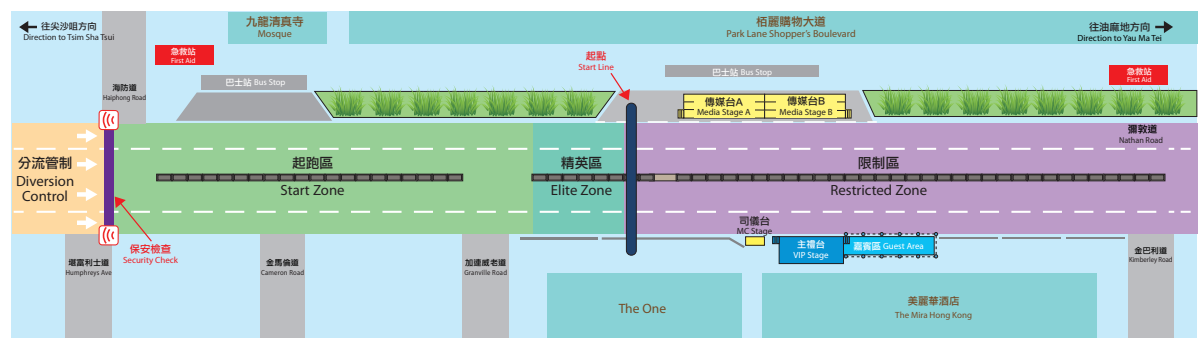 往尖沙咀方向
Direction to Tsim Sha Tsui
九龍清真寺
Mosque
栢麗購物大道
Park Lane Shopper's Boulevard
往油麻地方向
Direction to Yau Ma Tei
急救站
First Aid
起點
Start Line
急救站
First Aid
海防道
Haiphong Road
巴士站 Bus Stop
巴士站 Bus Stop
傳媒台A
Media Stage A
傳媒台B
Media Stage B
彌敦道
Nathan Road
分流管制
Diversion
Control
起跑區
Start Zone
精英區
Elite Zone
限制區
Restricted Zone
保安檢查
Security Check
司儀台
MC Stage
主禮台
VIP Stage
嘉賓區 Guest Area
堪富利士道
Humphreys Ave
金馬倫道
Cameron Road
加連威老道
Granville Road
金巴利道
Kimberley Road
The One
美麗華酒店
The Mira Hong Kong